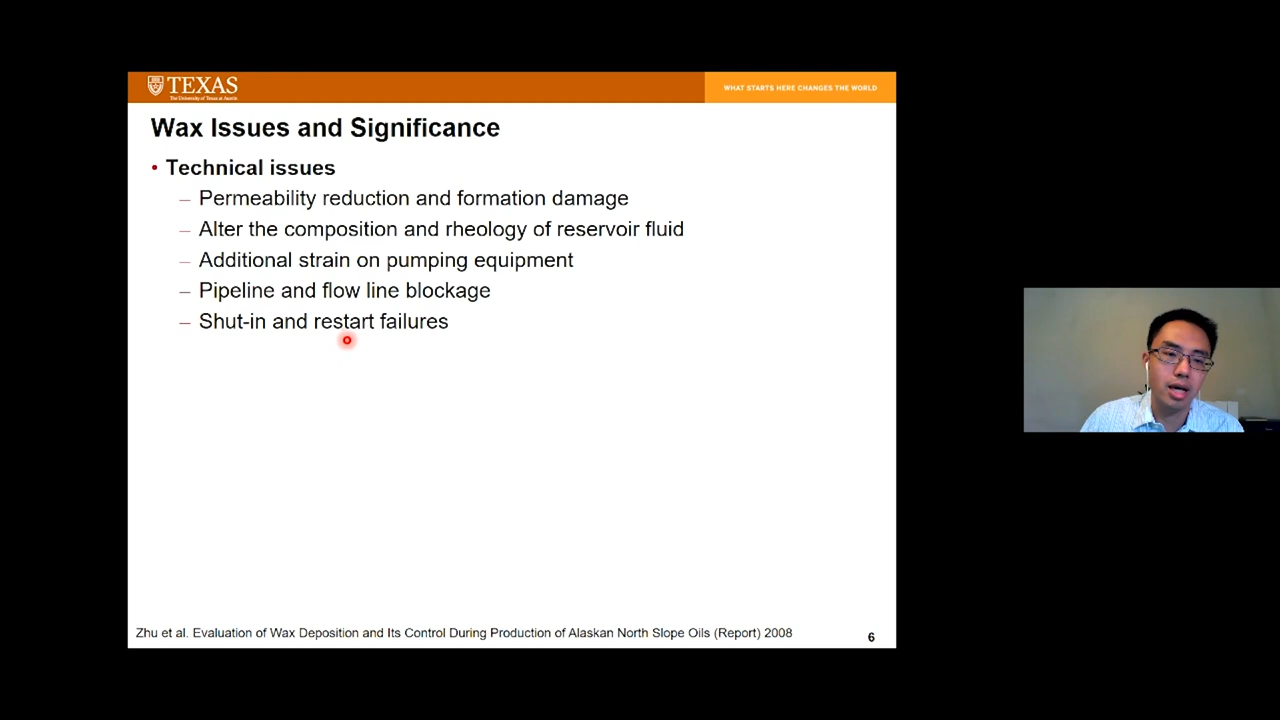 TEXAS
The University of Texas at Austin
WHAT STARTS HERE CHANGES THE WORLD
Wax Issues and Significance
• Technical issues
– Permeability reduction and formation damage
– Alter the composition and rheology of reservoir fluid
– Additional strain on pumping equipment
– Pipeline and flow line blockage
– Shut-in and restart failures
Zhu et al. Evaluation of Wax Deposition and Its Control During Production of Alaskan North Slope Oils (Report) 2008
6